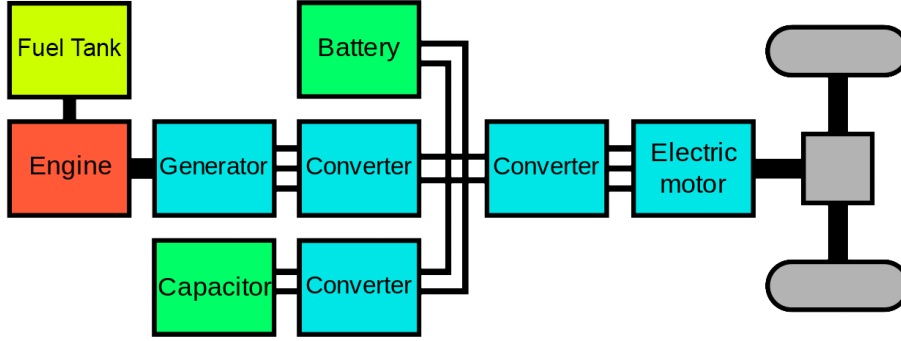 Fuel Tank
Battery
Engine
Generator
Converter
Converter
Electric
motor
Capacitor
Converter